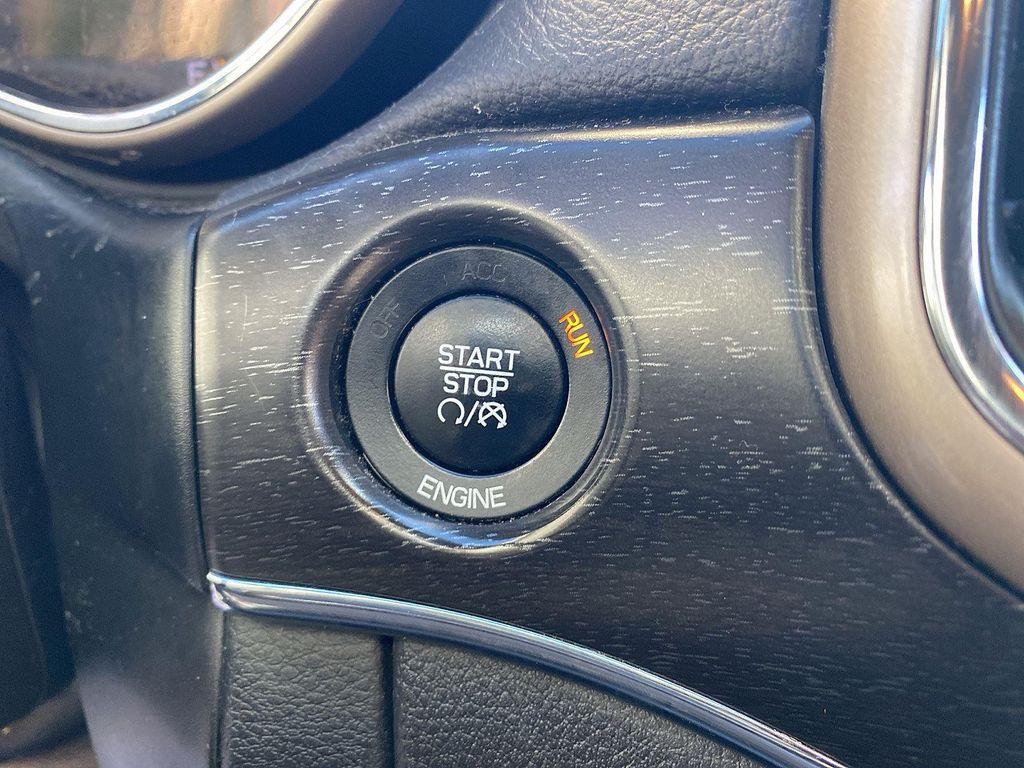 ACC
OFF
RUN
START
STOP
ENGINE